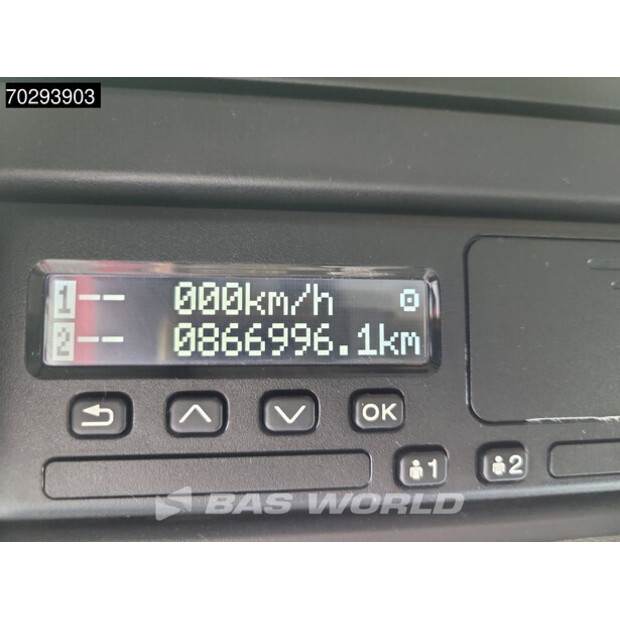 70293903
1 -- 000km/h
2 -- 0866996.1km
OK
1 2
BAS WORLD